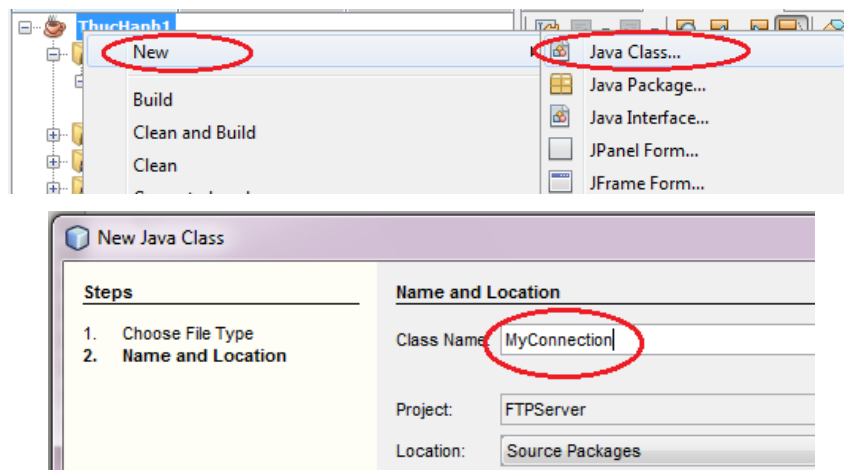 ThucHanh1
New
Java Class...
Build
Java Package...
Clean and Build
Java Interface...
Clean
JPanel Form...
JFrame Form...
New Java Class
Steps
Name and Location
1. Choose File Type
Class Name: MyConnection
2. Name and Location
Project: FTPServer
Location: Source Packages